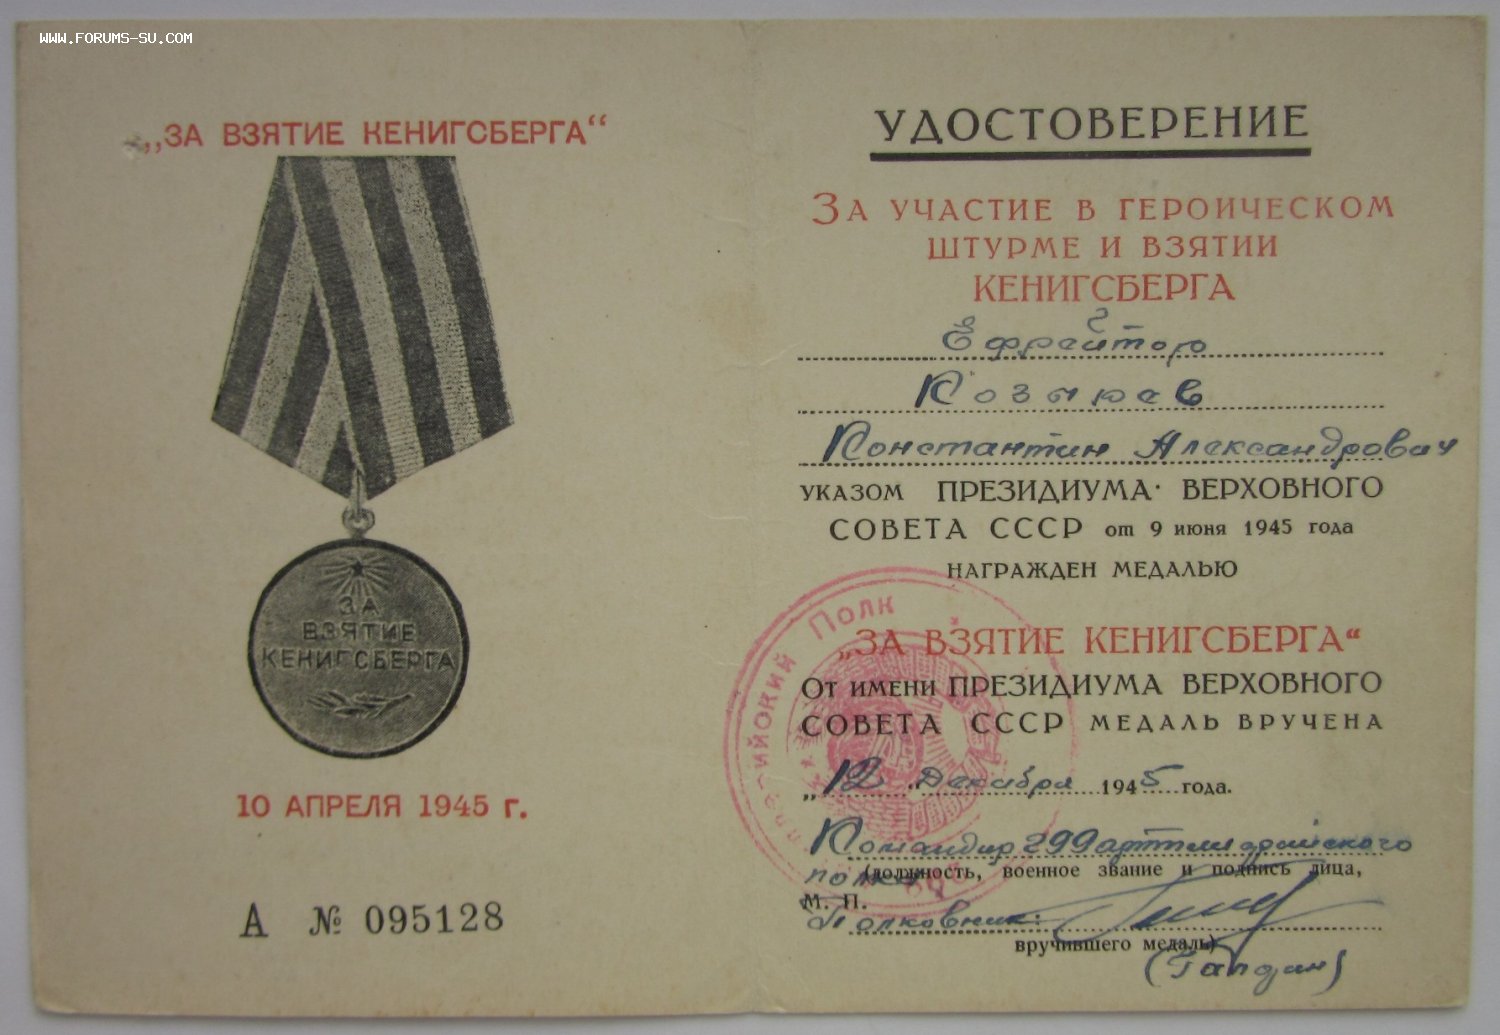 WWW.FORUMS-SU.COM
„ЗА ВЗЯТИЕ КЕНИГСБЕРГА“
ЗА
ВЗЯТИЕ
КЕНИГСБЕРГА
10 АПРЕЛЯ 1945 г.
А № 095128
УДОСТОВЕРЕНИЕ
ЗА УЧАСТИЕ В ГЕРОИЧЕСКОМ
ШТУРМЕ И ВЗЯТИИ
КЕНИГСБЕРГА
Ефрейтор
Козырев
Константин Александрович
УКАЗОМ ПРЕЗИДИУМА ВЕРХОВНОГО
СОВЕТА СССР от 9 июня 1945 года
НАГРАЖДЕН МЕДАЛЬЮ
„ЗА ВЗЯТИЕ КЕНИГСБЕРГА“
ОТ ИМЕНИ ПРЕЗИДИУМА ВЕРХОВНОГО
СОВЕТА СССР МЕДАЛЬ ВРУЧЕНА
„12“ декабря 1945 года.
Командир 299 артиллерийского
полка
(должность, военное звание и подпись лица,
М. П.
Полковник:
вручившего медаль)
Полк